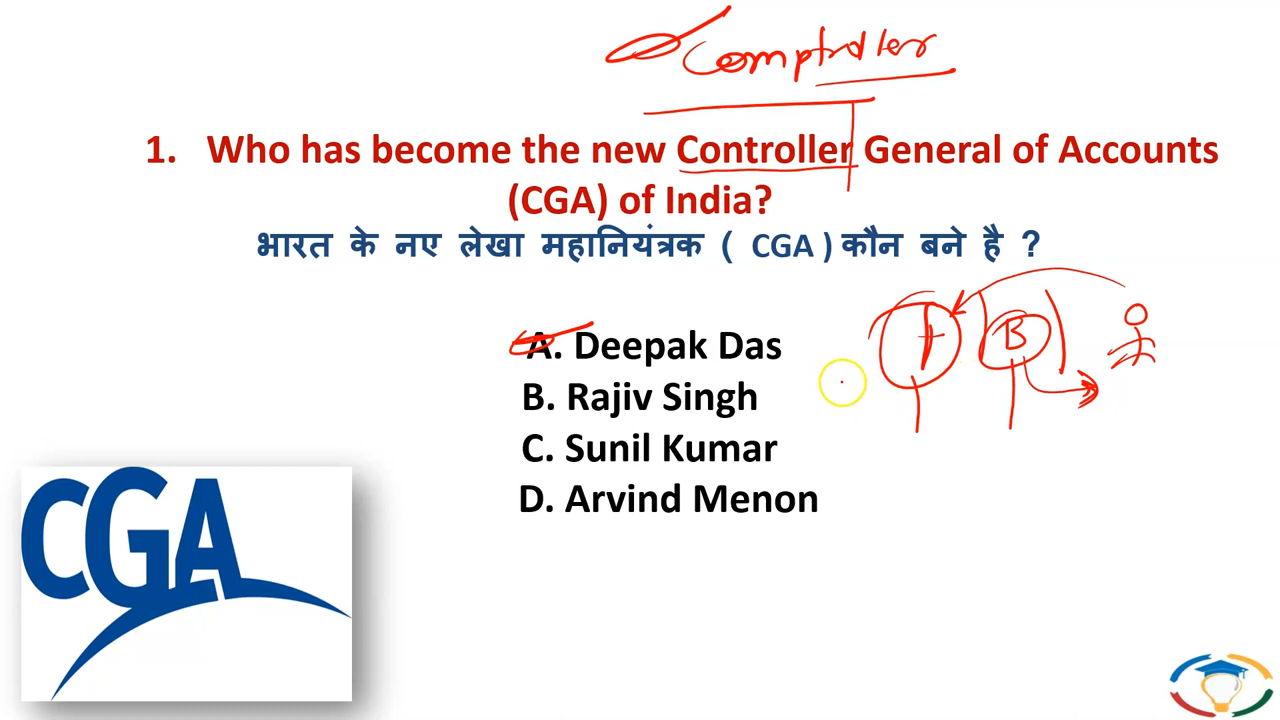 Comptroller
1. Who has become the new Controller General of Accounts
(CGA) of India?
भारत के नए लेखा महानियंत्रक ( CGA ) कौन बने है ?
A. Deepak Das
B. Rajiv Singh
C. Sunil Kumar
D. Arvind Menon
B
CGA